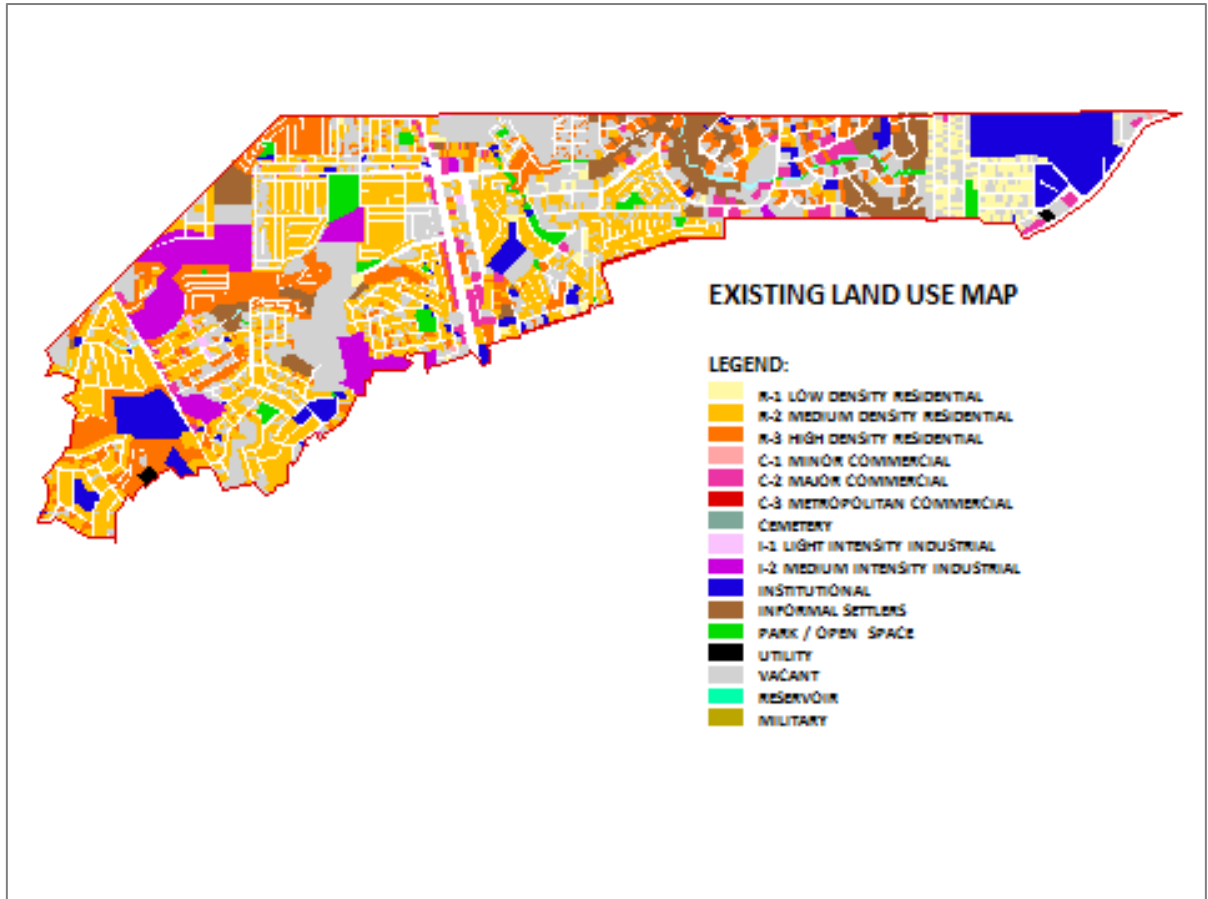 EXISTING LAND USE MAP
LEGEND:
R-1 LOW DENSITY RESIDENTIAL
R-2 MEDIUM DENSITY RESIDENTIAL
R-3 HIGH DENSITY RESIDENTIAL
C-1 MINOR COMMERCIAL
C-2 MAJOR COMMERCIAL
C-3 METROPOLITAN COMMERCIAL
CEMETERY
I-1 LIGHT INTENSITY INDUSTRIAL
I-2 MEDIUM INTENSITY INDUSTRIAL
INSTITUTIONAL
INFORMAL SETTLERS
PARK / OPEN SPACE
UTILITY
VACANT
RESERVOIR
MILITARY